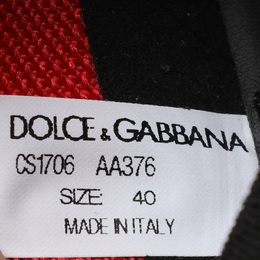 DOLCE & GABBANA
CS1706 AA376
SIZE: 40
MADE IN ITALY